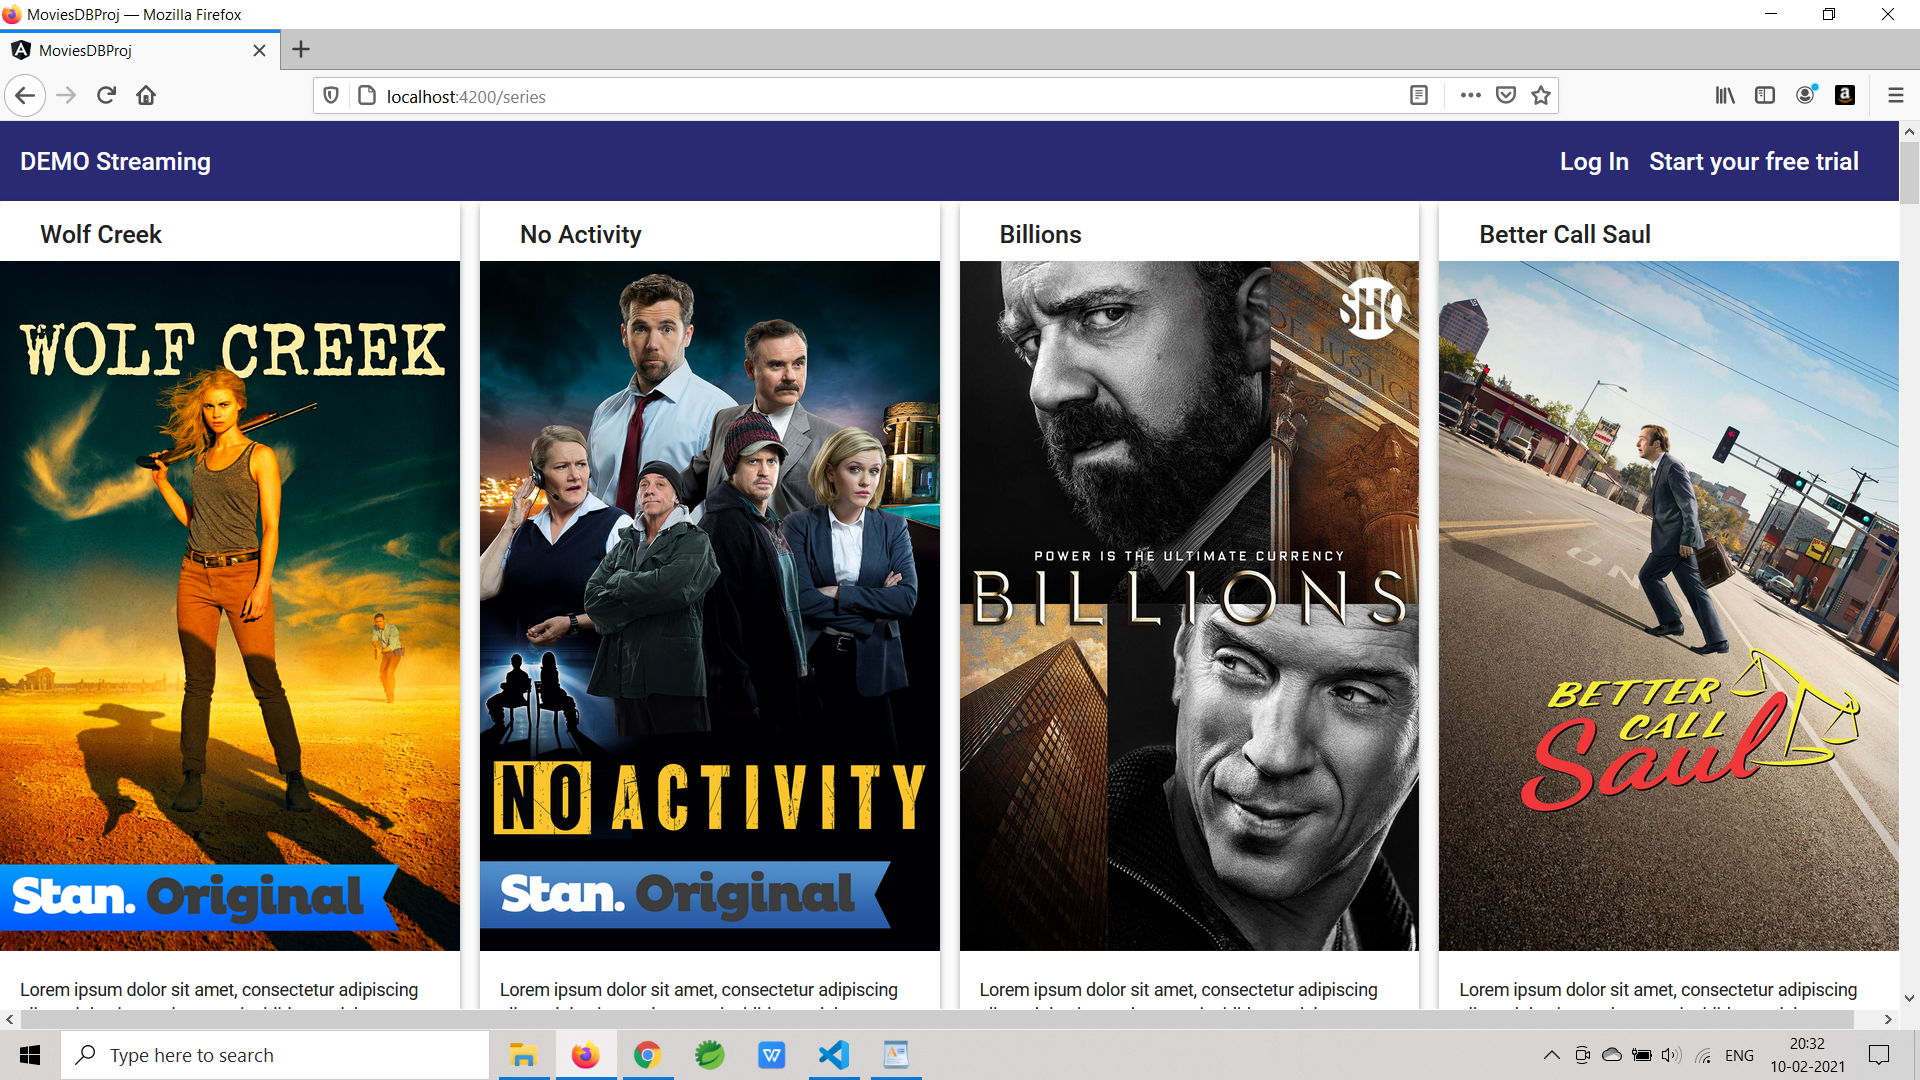 MoviesDBProj — Mozilla Firefox
MoviesDBProj
localhost:4200/series
DEMO Streaming
Log In
Start your free trial
Wolf Creek
No Activity
Billions
Better Call Saul
WOLF CREEK
Stan. Original
NO ACTIVITY
Stan. Original
SHO
OF JUSTICE
POWER IS THE ULTIMATE CURRENCY
BILLIONS
ON
BETTER
CALL
Saul
Lorem ipsum dolor sit amet, consectetur adipiscing
Lorem ipsum dolor sit amet, consectetur adipiscing
Lorem ipsum dolor sit amet, consectetur adipiscing
Lorem ipsum dolor sit amet, consectetur adipiscing
Type here to search
W
ENG
20:32
10-02-2021